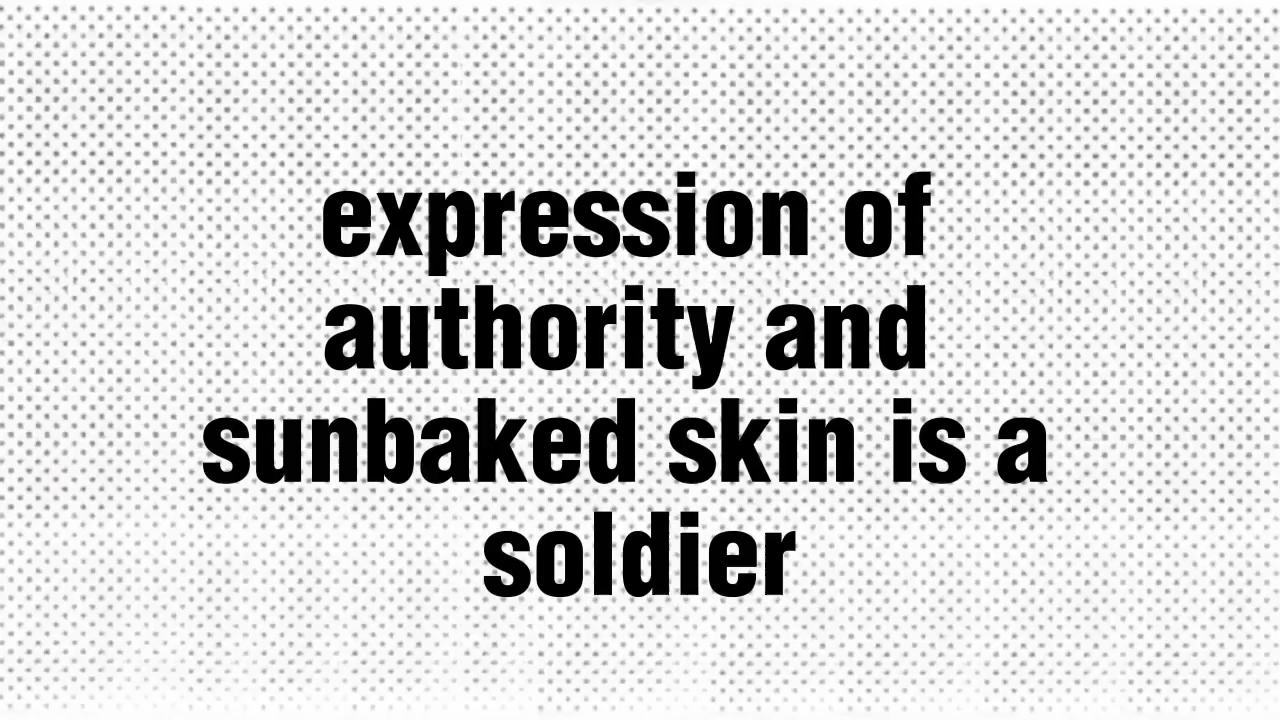 expression of
authority and
sunbaked skin is a
soldier